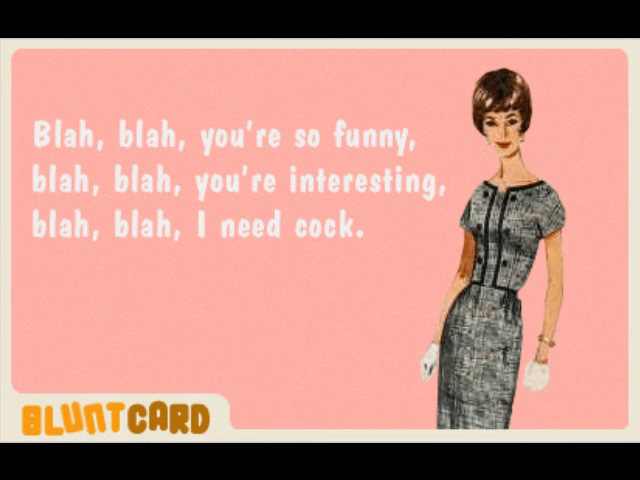 Blah, blah, you're so funny,
blah, blah, you're interesting,
blah, blah, I need cock.
BLUNTCARD